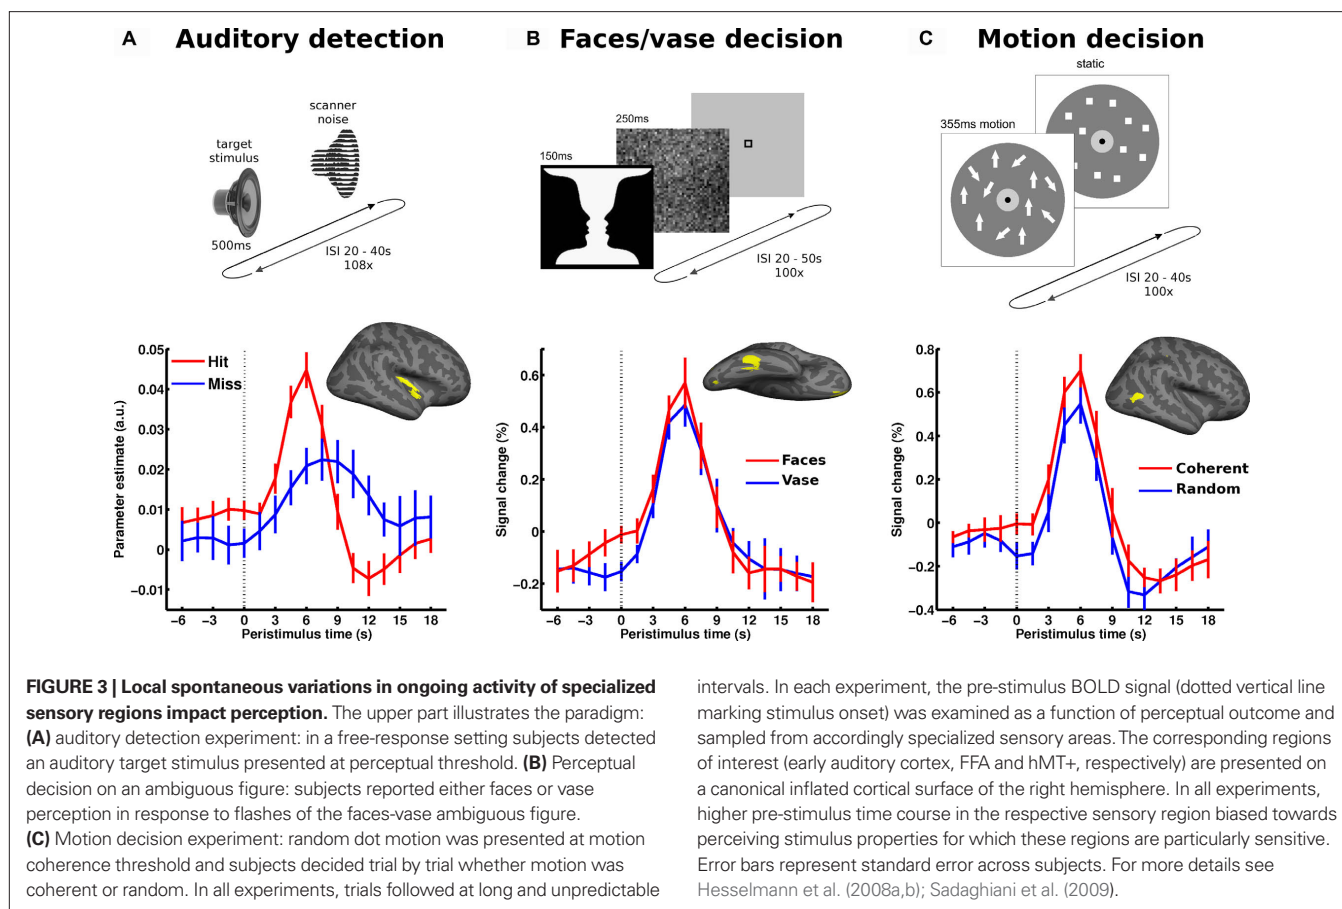 A Auditory detection
B Faces/vase decision
C Motion decision
scanner
noise
target
stimulus
500ms
ISI 20 - 40s
108x
150ms
250ms
ISI 20 - 50s
100x
static
355ms motion
ISI 20 - 40s
100x
Parameter estimate (a.u.)
0.05
0.04
0.03
0.02
0.01
0
−0.01
Hit
Miss
−6 −3 0 3 6 9 12 15 18
Peristimulus time (s)
Signal change (%)
0.6
0.4
0.2
0
−0.2
Faces
Vase
−6 −3 0 3 6 9 12 15 18
Peristimulus time (s)
Signal change (%)
0.8
0.6
0.4
0.2
0
−0.2
−0.4
Coherent
Random
−6 −3 0 3 6 9 12 15 18
Peristimulus time (s)
FIGURE 3 | Local spontaneous variations in ongoing activity of specialized
sensory regions impact perception. The upper part illustrates the paradigm:
(A) auditory detection experiment: in a free-response setting subjects detected
an auditory target stimulus presented at perceptual threshold. (B) Perceptual
decision on an ambiguous figure: subjects reported either faces or vase
perception in response to flashes of the faces-vase ambiguous figure.
(C) Motion decision experiment: random dot motion was presented at motion
coherence threshold and subjects decided trial by trial whether motion was
coherent or random. In all experiments, trials followed at long and unpredictable
intervals. In each experiment, the pre-stimulus BOLD signal (dotted vertical line
marking stimulus onset) was examined as a function of perceptual outcome and
sampled from accordingly specialized sensory areas. The corresponding regions
of interest (early auditory cortex, FFA and hMT+, respectively) are presented on
a canonical inflated cortical surface of the right hemisphere. In all experiments,
higher pre-stimulus time course in the respective sensory region biased towards
perceiving stimulus properties for which these regions are particularly sensitive.
Error bars represent standard error across subjects. For more details see
Hesselmann et al. (2008a,b); Sadaghiani et al. (2009).